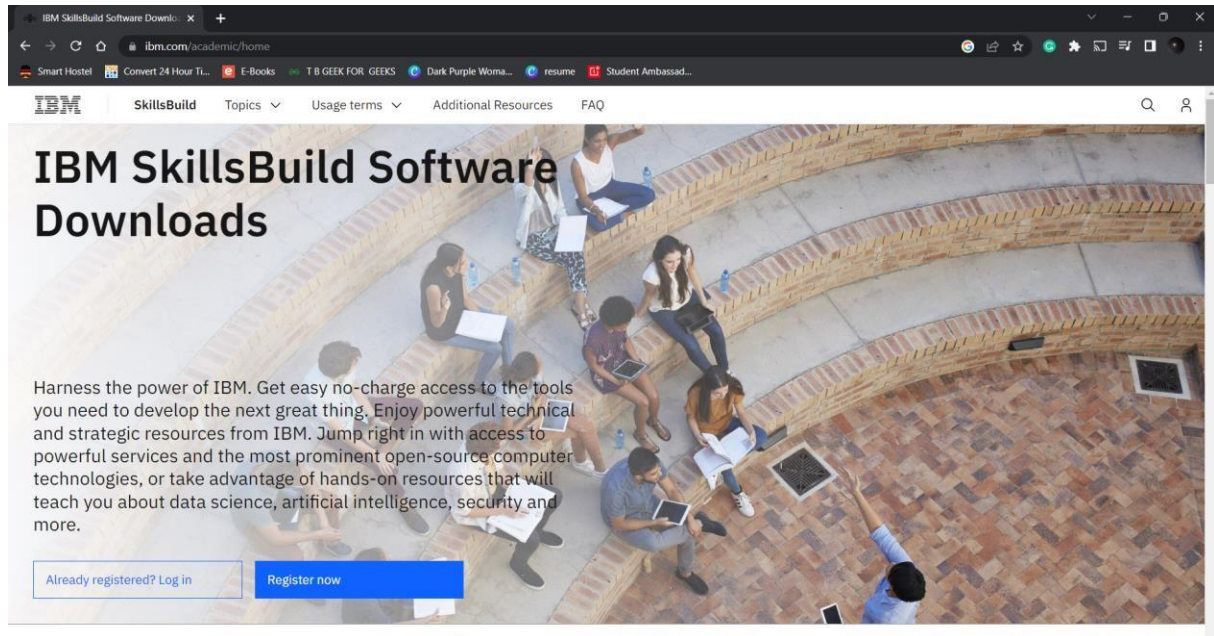 IBM SkillsBuild Software Downlo
ibm.com/academic/home
Smart Hostel Convert 24 Hour Ti... E-Books T B GEEK FOR GEEKS Dark Purple Woma... resume Student Ambassad...
IBM SkillsBuild Topics Usage terms Additional Resources FAQ
IBM SkillsBuild Software
Downloads
Harness the power of IBM. Get easy no-charge access to the tools
you need to develop the next great thing. Enjoy powerful technical
and strategic resources from IBM. Jump right in with access to
powerful services and the most prominent open-source computer
technologies, or take advantage of hands-on resources that will
teach you about data science, artificial intelligence, security and
more.
Already registered? Log in Register now